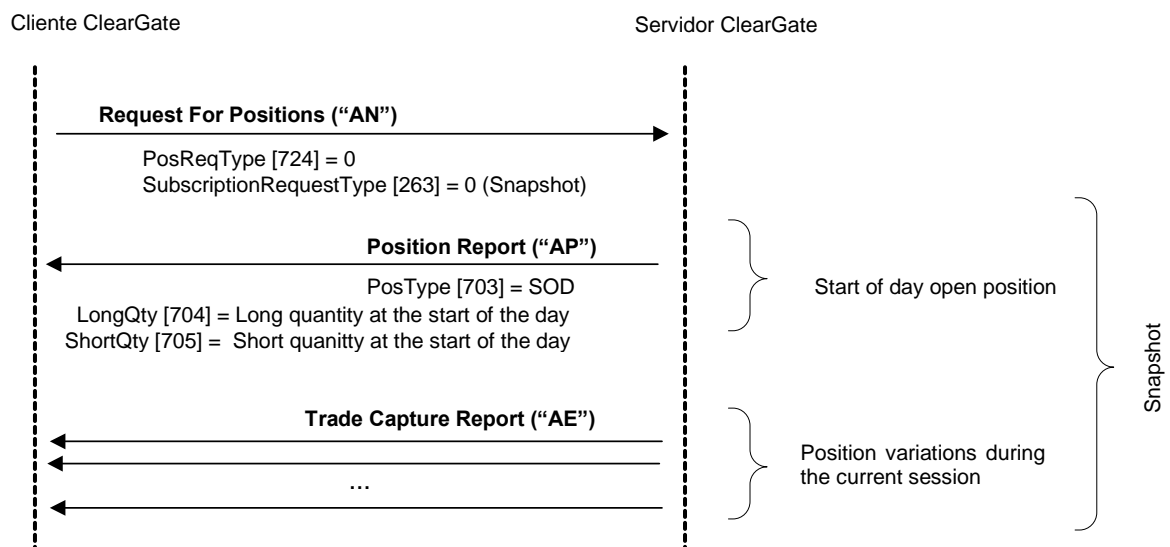 Cliente ClearGate
Servidor ClearGate
Request For Positions (“AN”)
PosReqType [724] = 0
SubscriptionRequestType [263] = 0 (Snapshot)
Position Report (“AP”)
PosType [703] = SOD
LongQty [704] = Long quantity at the start of the day
ShortQty [705] = Short quanitty at the start of the day
Start of day open position
Snapshot
Trade Capture Report (“AE”)
Position variations during
the current session
…